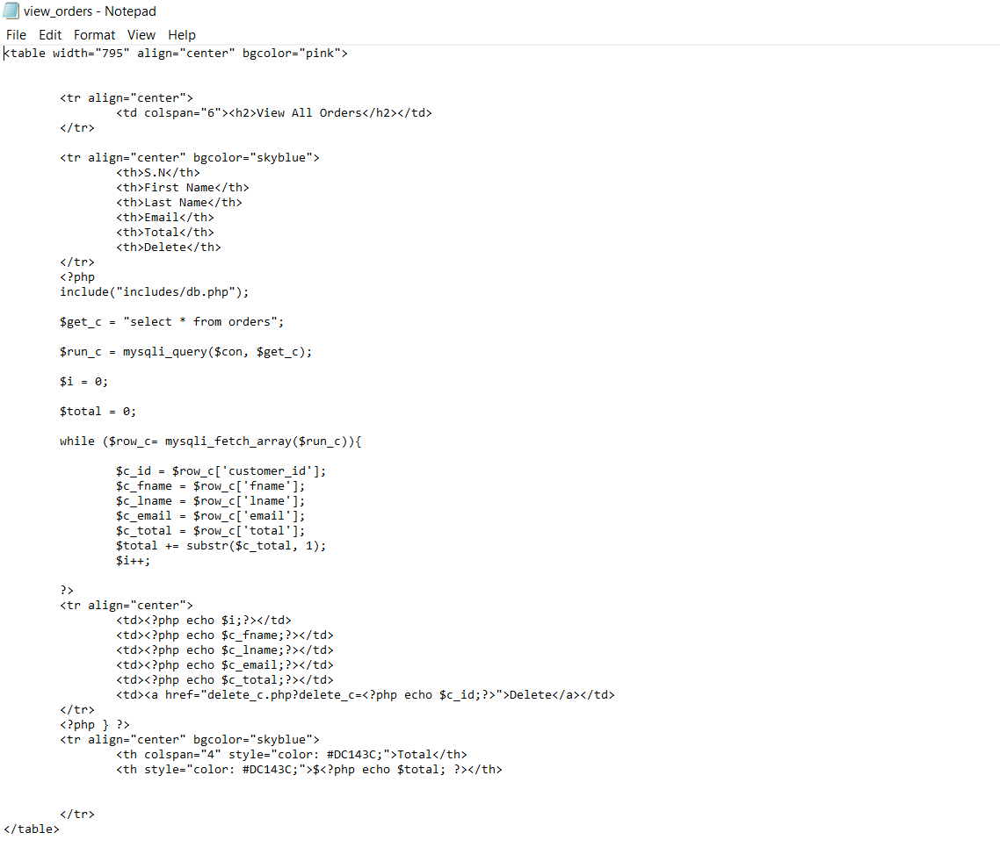 view_orders - Notepad
File Edit Format View Help
<table width="795" align="center" bgcolor="pink">
<tr align="center">
<td colspan="6"><h2>View All Orders</h2></td>
</tr>
<tr align="center" bgcolor="skyblue">
<th>S.N</th>
<th>First Name</th>
<th>Last Name</th>
<th>Email</th>
<th>Total</th>
<th>Delete</th>
</tr>
<?php
include("includes/db.php");
$get_c = "select * from orders";
$run_c = mysqli_query($con, $get_c);
$i = 0;
$total = 0;
while ($row_c= mysqli_fetch_array($run_c)){
$c_id = $row_c['customer_id'];
$c_fname = $row_c['fname'];
$c_lname = $row_c['lname'];
$c_email = $row_c['email'];
$c_total = $row_c['total'];
$total += substr($c_total, 1);
$i++;
?>
<tr align="center">
<td><?php echo $i;?></td>
<td><?php echo $c_fname;?></td>
<td><?php echo $c_lname;?></td>
<td><?php echo $c_email;?></td>
<td><?php echo $c_total;?></td>
<td><a href="delete_c.php?delete_c=<?php echo $c_id;?>">Delete</a></td>
</tr>
<?php } ?>
<tr align="center" bgcolor="skyblue">
<th colspan="4" style="color: #DC143C;">Total</th>
<th style="color: #DC143C;">$<?php echo $total; ?></th>
</tr>
</table>